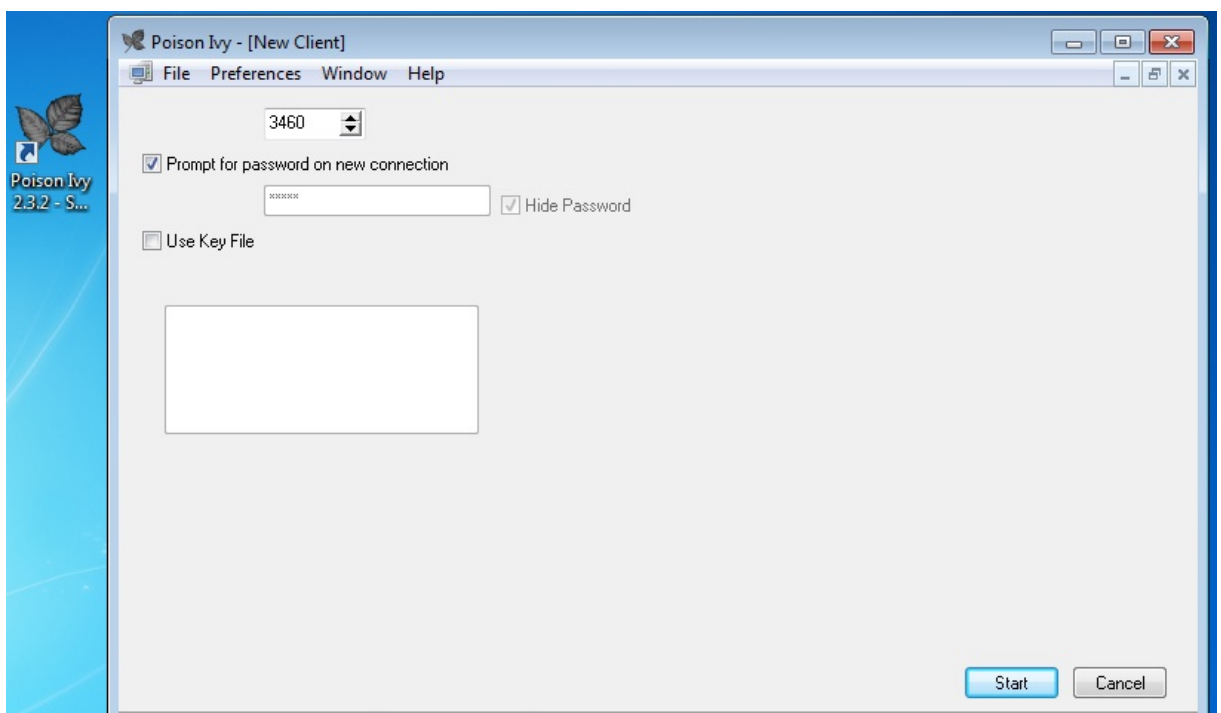 Poison Ivy - [New Client]
File Preferences Window Help
3460
Prompt for password on new connection
xxxxx
Hide Password
Use Key File
Poison Ivy
2.3.2 - S...
Start
Cancel